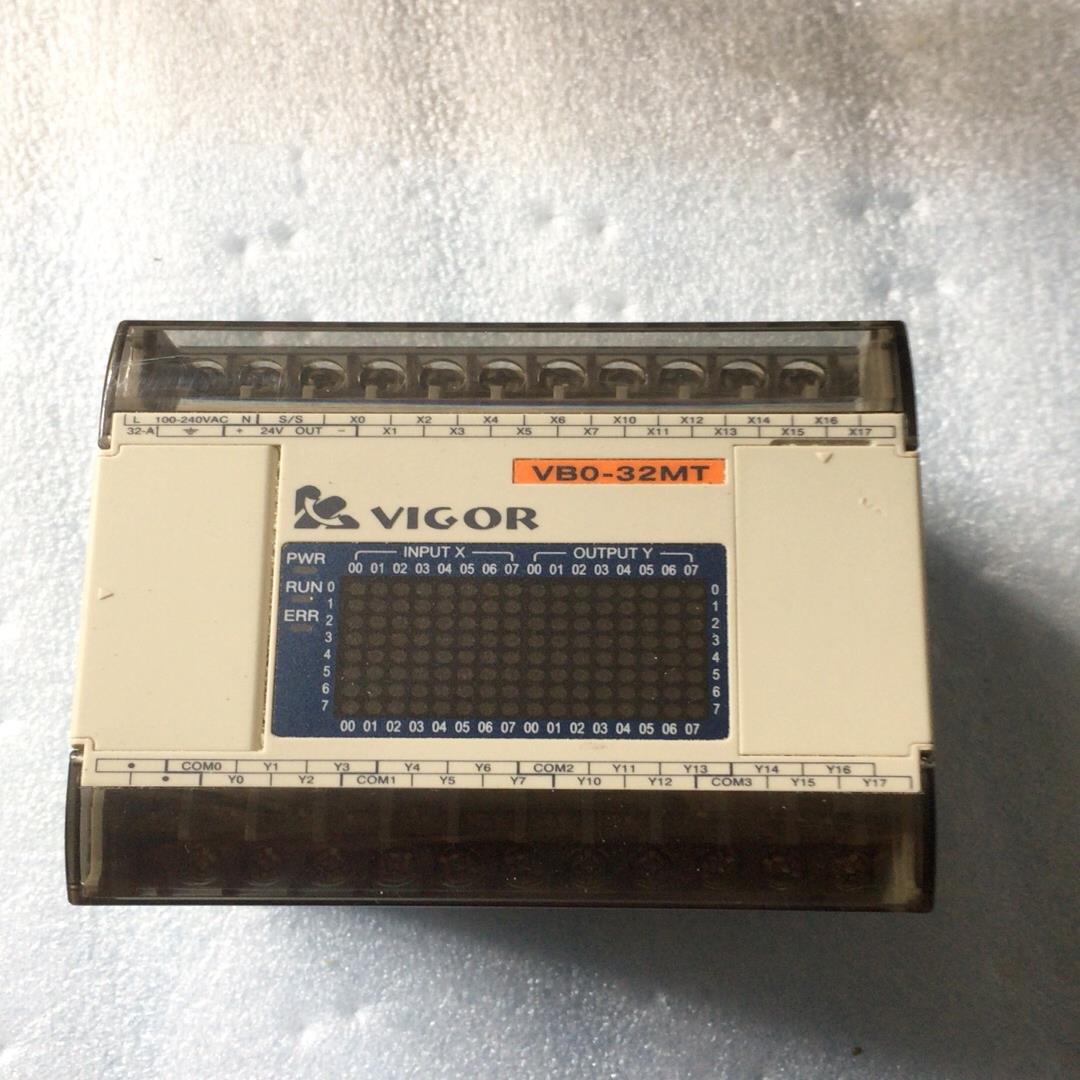 L 100-240VAC N S/S X0 X2 X4 X6 X10 X12 X14 X16
32-A + 24V OUT - X1 X3 X5 X7 X11 X13 X15 X17
VB0-32MT
VIGOR
PWR INPUT X OUTPUT Y
00 01 02 03 04 05 06 07 00 01 02 03 04 05 06 07
RUN 0 0
1 1
ERR 2 2
3 3
4 4
5 5
6 6
7 7
00 01 02 03 04 05 06 07 00 01 02 03 04 05 06 07
• COM0 Y1 Y3 Y4 Y6 COM2 Y11 Y13 Y14 Y16
• Y0 Y2 COM1 Y5 Y7 Y10 Y12 COM3 Y15 Y17